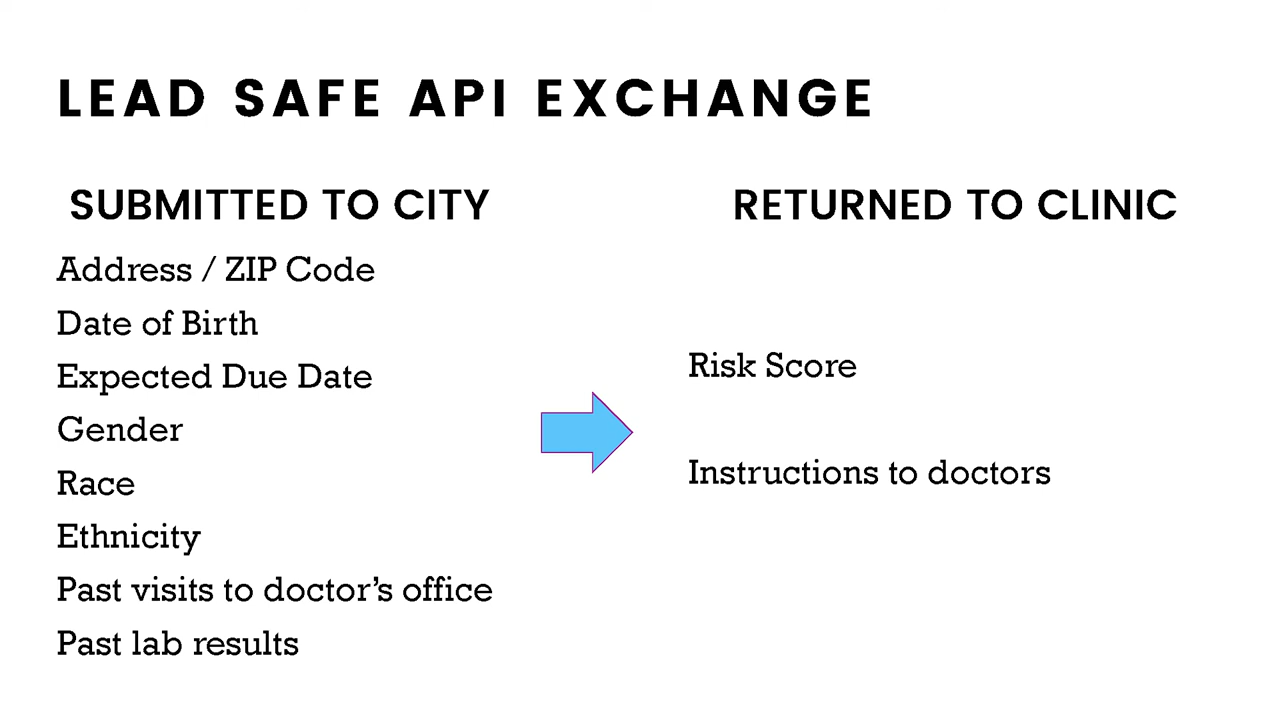 LEAD SAFE API EXCHANGE
SUBMITTED TO CITY
Address / ZIP Code
Date of Birth
Expected Due Date
Gender
Race
Ethnicity
Past visits to doctor’s office
Past lab results
RETURNED TO CLINIC
Risk Score
Instructions to doctors